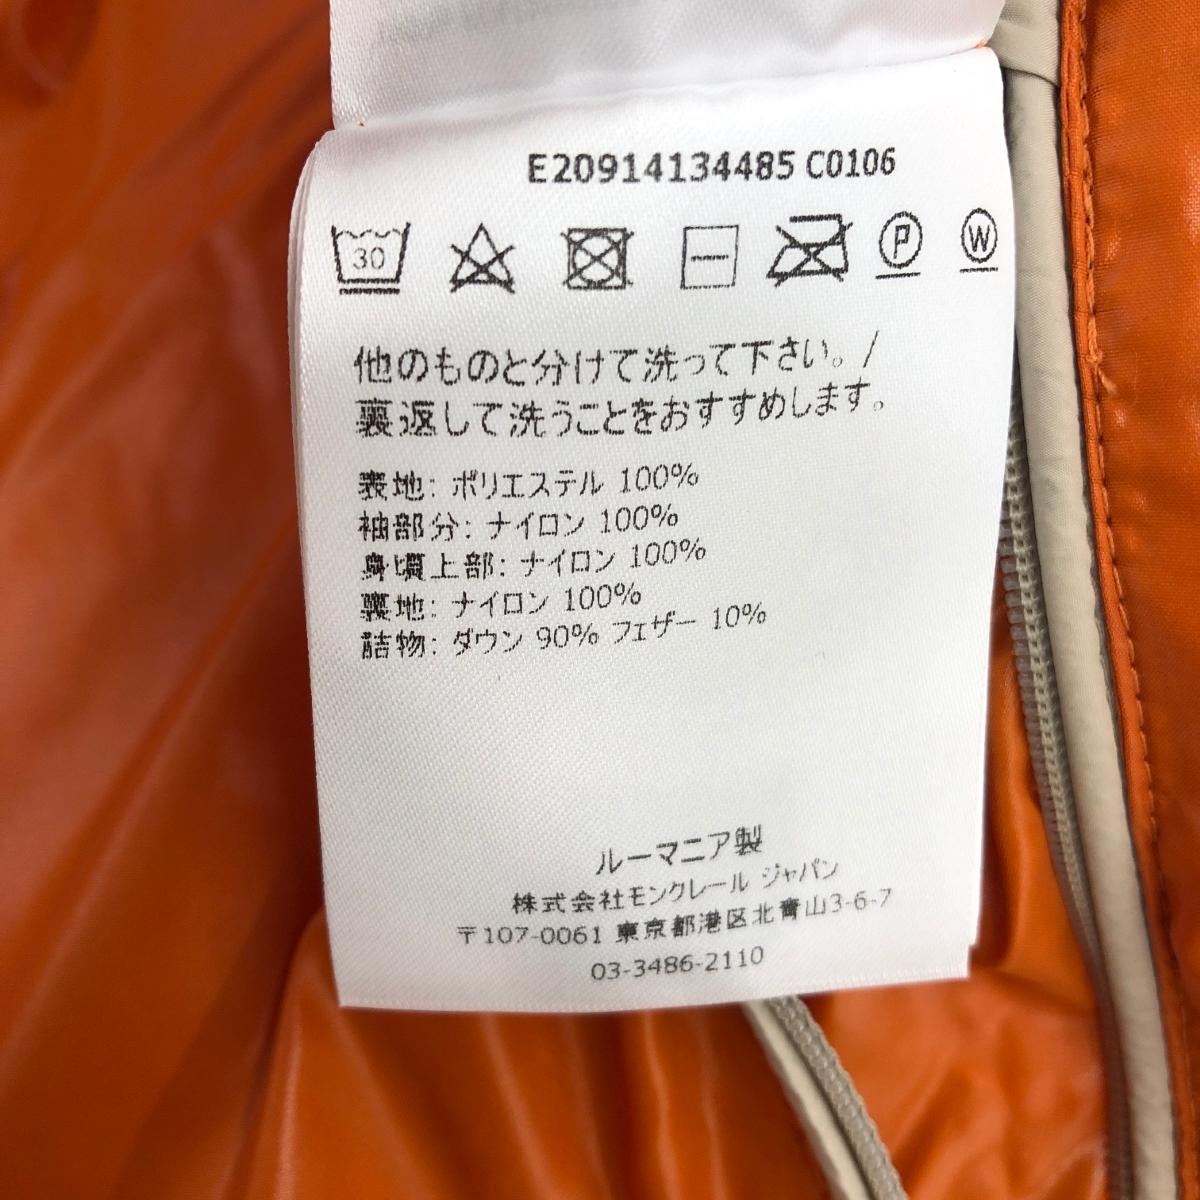 E20914134485 C0106
30 P W
他のものと分けて洗って下さい。/
裏返して洗うことをおすすめします。
表地: ポリエステル 100%
袖部分: ナイロン 100%
身頃上部: ナイロン 100%
裏地: ナイロン 100%
詰物: ダウン 90% フェザー 10%
ルーマニア製
株式会社モンクレール ジャパン
〒107-0061 東京都港区北青山3-6-7
03-3486-2110